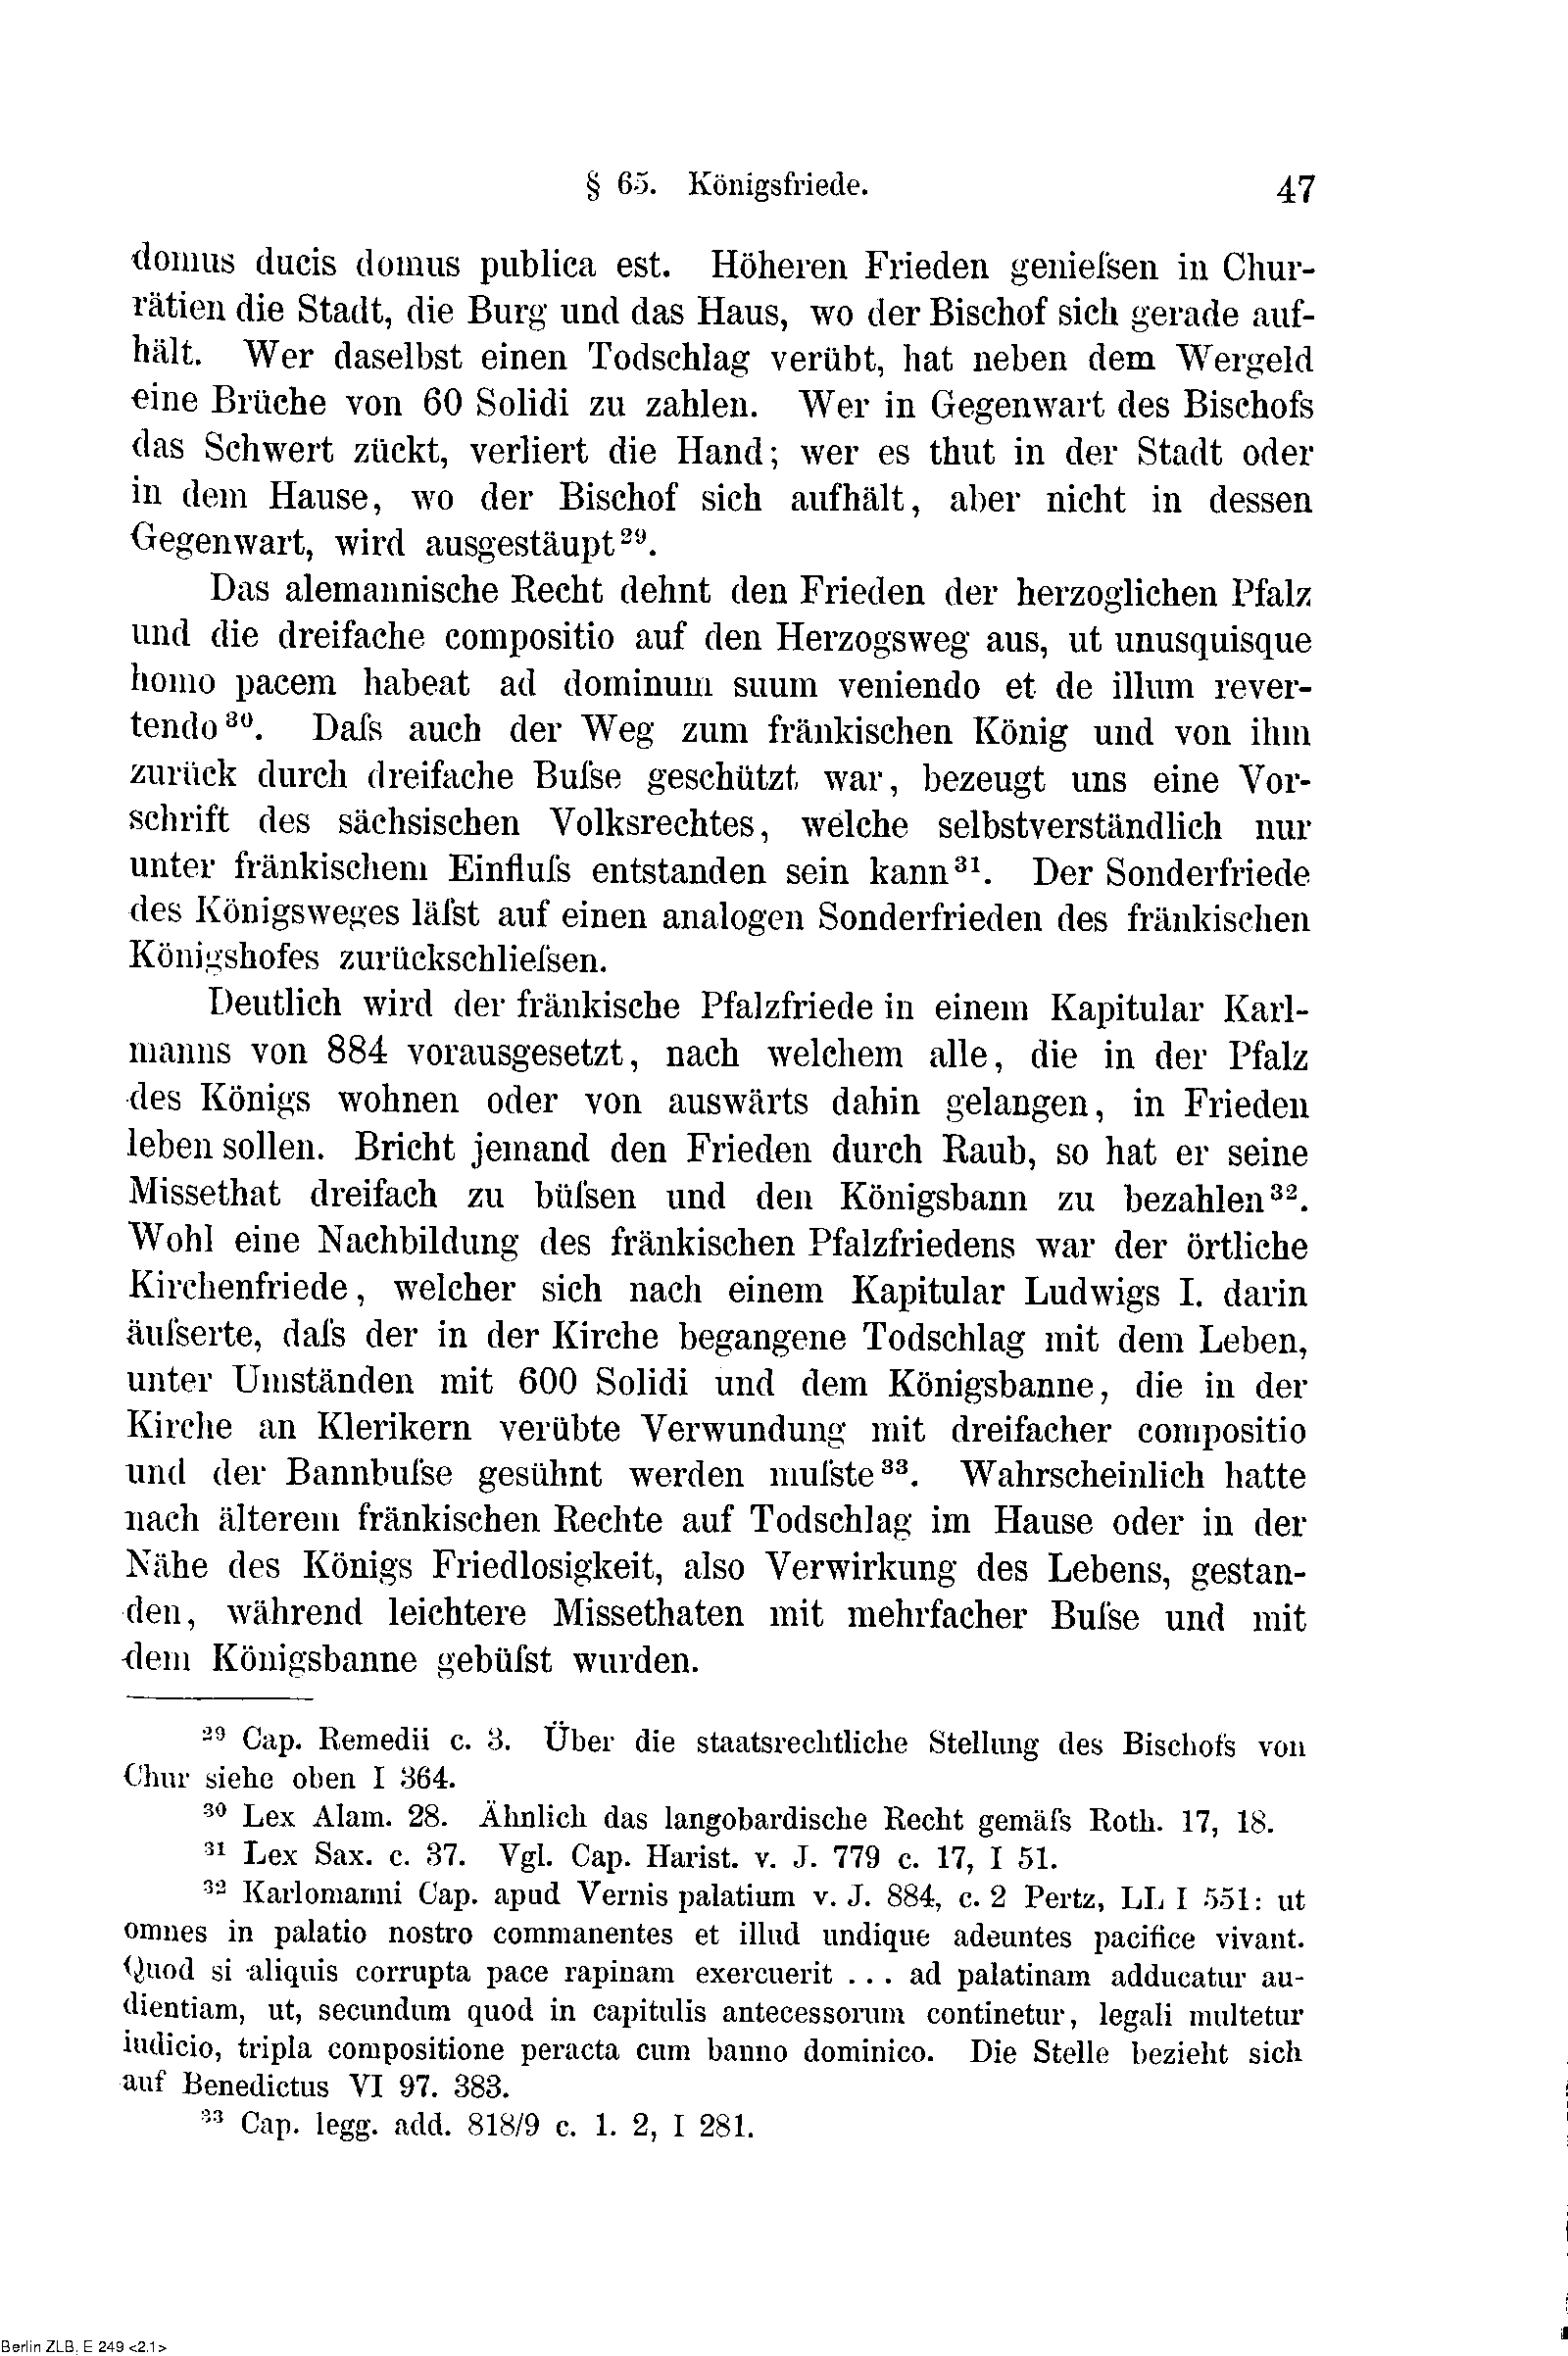 § 65. Königsfriede. 47
domus ducis domus publica est. Höheren Frieden genieſsen in Chur-
rätien die Stadt, die Burg und das Haus, wo der Bischof sich gerade auf-
hält. Wer daselbst einen Todschlag verübt, hat neben dem Wergeld
eine Brüche von 60 Solidi zu zahlen. Wer in Gegenwart des Bischofs
das Schwert zückt, verliert die Hand; wer es thut in der Stadt oder
in dem Hause, wo der Bischof sich aufhält, aber nicht in dessen
Gegenwart, wird ausgestäupt²⁹.
Das alemannische Recht dehnt den Frieden der herzoglichen Pfalz
und die dreifache compositio auf den Herzogsweg aus, ut unusquisque
homo pacem habeat ad dominum suum veniendo et de illum rever-
tendo³⁰. Daſs auch der Weg zum fränkischen König und von ihm
zurück durch dreifache Buſse geschützt war, bezeugt uns eine Vor-
schrift des sächsischen Volksrechtes, welche selbstverständlich nur
unter fränkischem Einfluſs entstanden sein kann³¹. Der Sonderfriede
des Königsweges läſst auf einen analogen Sonderfrieden des fränkischen
Königshofes zurückschlieſsen.
Deutlich wird der fränkische Pfalzfriede in einem Kapitular Karl-
manns von 884 vorausgesetzt, nach welchem alle, die in der Pfalz
des Königs wohnen oder von auswärts dahin gelangen, in Frieden
leben sollen. Bricht jemand den Frieden durch Raub, so hat er seine
Missethat dreifach zu büſsen und den Königsbann zu bezahlen³².
Wohl eine Nachbildung des fränkischen Pfalzfriedens war der örtliche
Kirchenfriede, welcher sich nach einem Kapitular Ludwigs I. darin
äuſserte, daſs der in der Kirche begangene Todschlag mit dem Leben,
unter Umständen mit 600 Solidi und dem Königsbanne, die in der
Kirche an Klerikern verübte Verwundung mit dreifacher compositio
und der Bannbuſse gesühnt werden muſste³³. Wahrscheinlich hatte
nach älterem fränkischen Rechte auf Todschlag im Hause oder in der
Nähe des Königs Friedlosigkeit, also Verwirkung des Lebens, gestan-
den, während leichtere Missethaten mit mehrfacher Buſse und mit
dem Königsbanne gebüſst wurden.
²⁹ Cap. Remedii c. 3. Über die staatsrechtliche Stellung des Bischofs von
Chur siehe oben I 364.
³⁰ Lex Alam. 28. Ähnlich das langobardische Recht gemäſs Roth. 17, 18.
³¹ Lex Sax. c. 37. Vgl. Cap. Harist. v. J. 779 c. 17, I 51.
³² Karlomanni Cap. apud Vernis palatium v. J. 884, c. 2 Pertz, LL I 551: ut
omnes in palatio nostro commanentes et illud undique adeuntes pacifice vivant.
Quod si aliquis corrupta pace rapinam exercuerit ... ad palatinam adducatur au-
dientiam, ut, secundum quod in capitulis antecessorum continetur, legali multetur
iudicio, tripla compositione peracta cum banno dominico. Die Stelle bezieht sich
auf Benedictus VI 97. 383.
³³ Cap. legg. add. 818/9 c. 1. 2, I 281.
Berlin ZLB, E 249 <2.1>